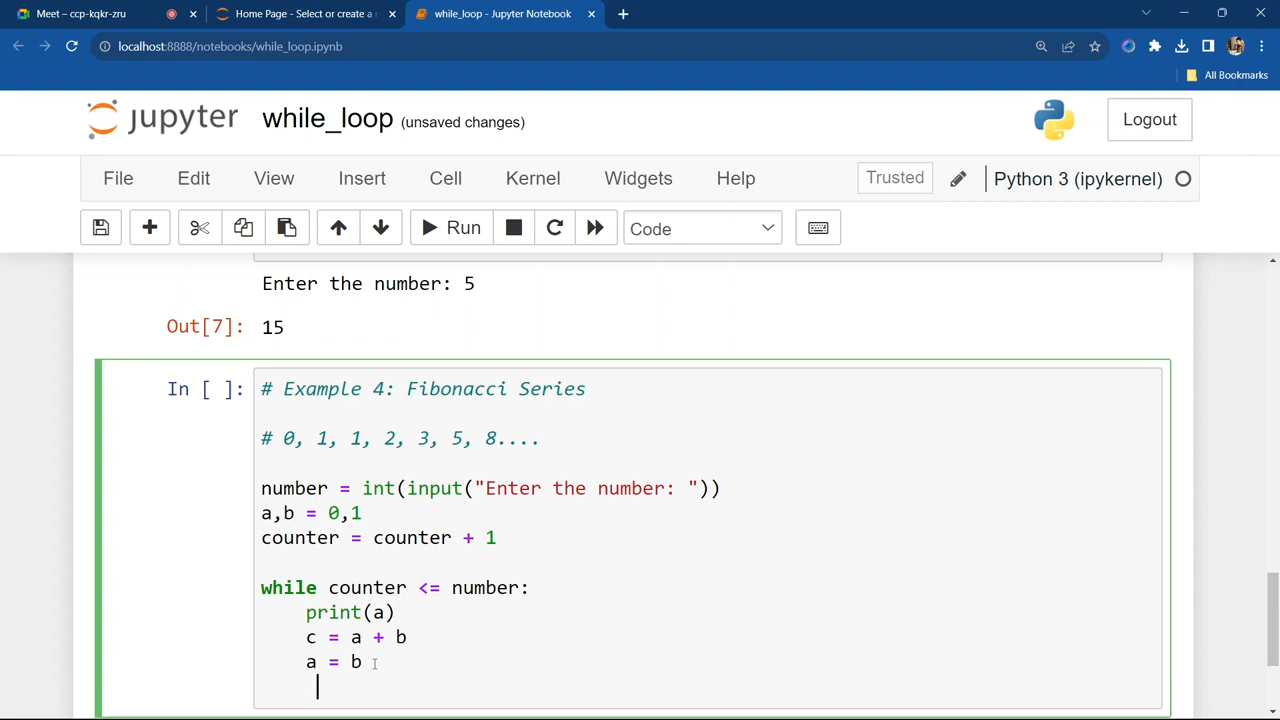 Meet – ccp-kqkr-zru
Home Page - Select or create a n
while_loop - Jupyter Notebook
localhost:8888/notebooks/while_loop.ipynb
All Bookmarks
jupyter while_loop (unsaved changes)
Logout
File Edit View Insert Cell Kernel Widgets Help
Trusted
Python 3 (ipykernel)
Run
Code
Enter the number: 5
Out[7]: 15
In [ ]: # Example 4: Fibonacci Series
# 0, 1, 1, 2, 3, 5, 8....
number = int(input("Enter the number: "))
a,b = 0,1
counter = counter + 1
while counter <= number:
    print(a)
    c = a + b
    a = b